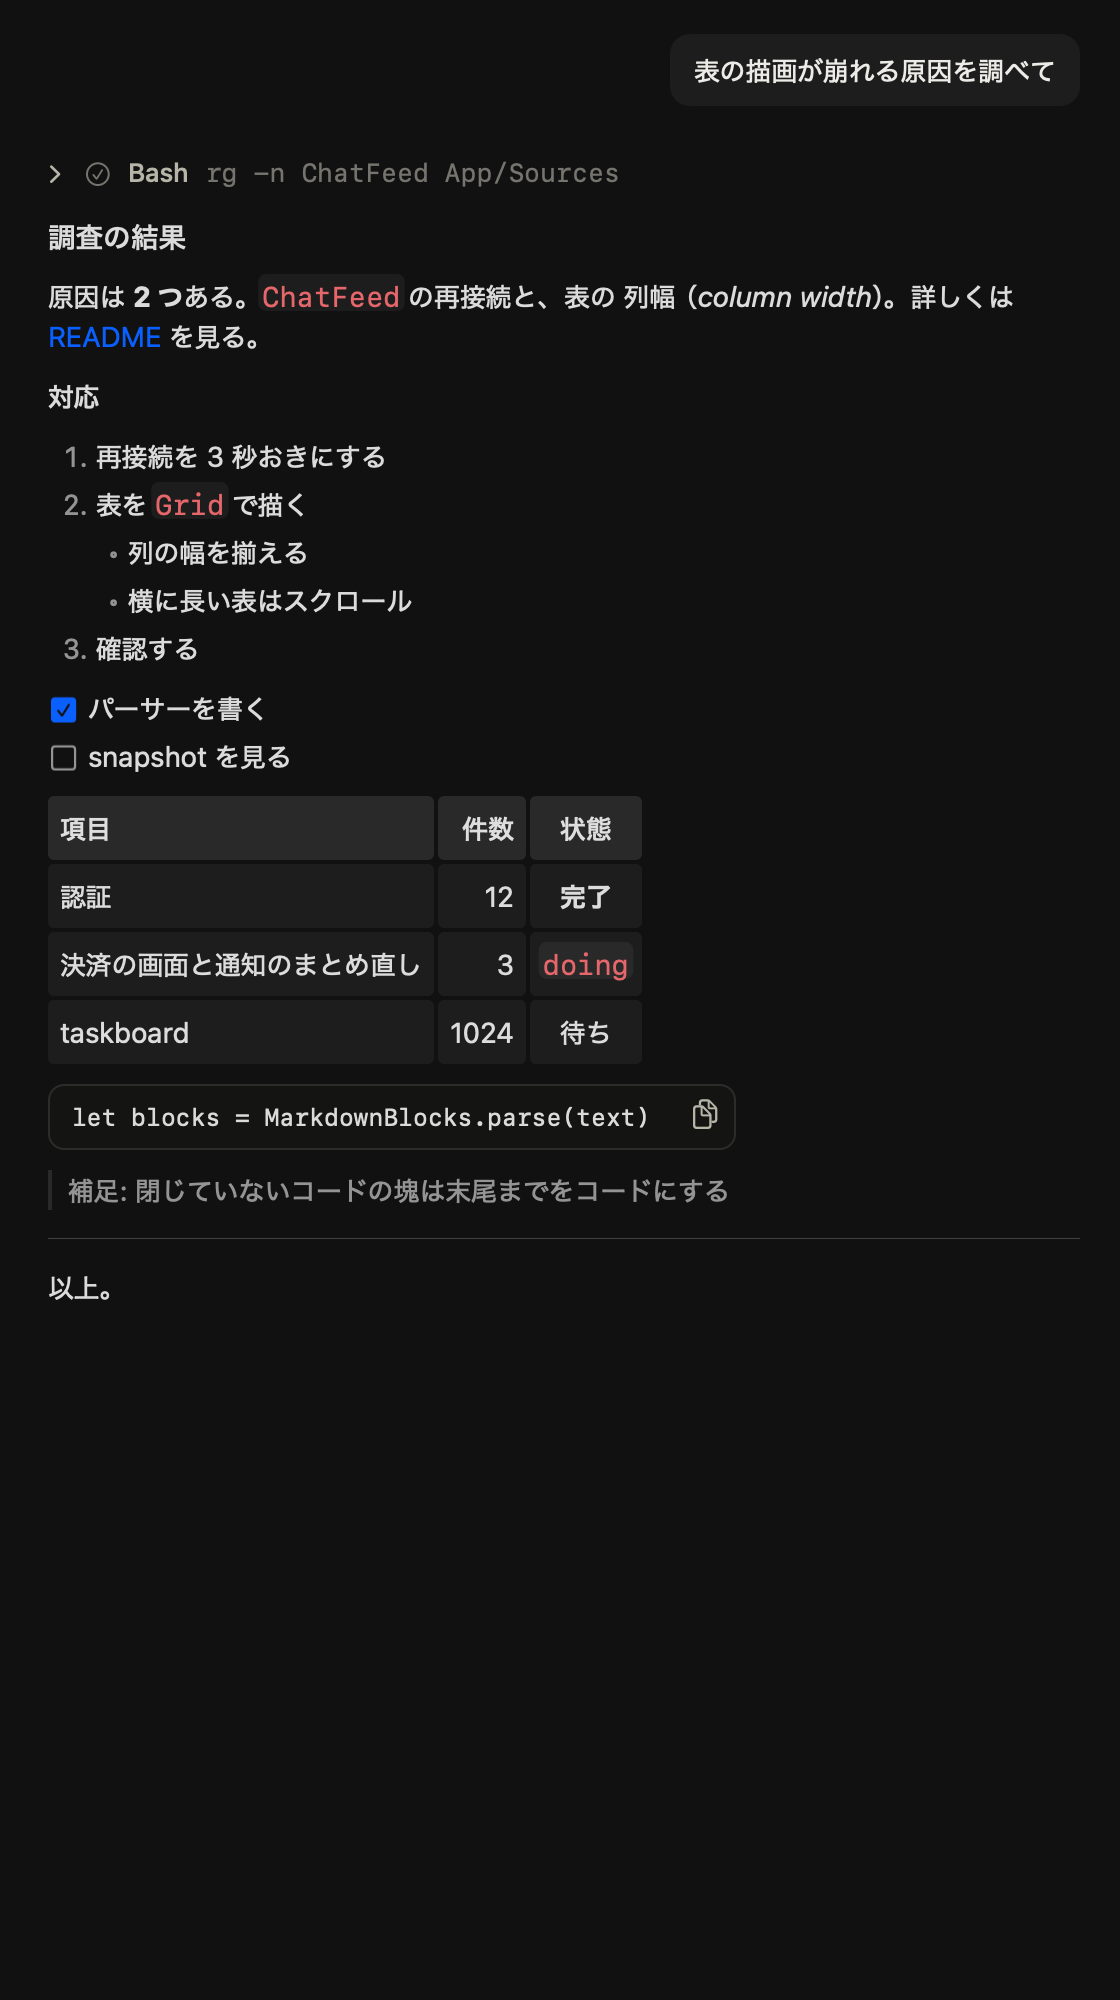 表の描画が崩れる原因を調べて
Bash rg -n ChatFeed App/Sources
調査の結果
原因は 2 つある。ChatFeed の再接続と、表の 列幅（column width）。詳しくは
README を見る。
対応
1. 再接続を 3 秒おきにする
2. 表を Grid で描く
• 列の幅を揃える
• 横に長い表はスクロール
3. 確認する
パーサーを書く
snapshot を見る
項目 件数 状態
認証 12 完了
決済の画面と通知のまとめ直し 3 doing
taskboard 1024 待ち
let blocks = MarkdownBlocks.parse(text)
補足: 閉じていないコードの塊は末尾までをコードにする
以上。